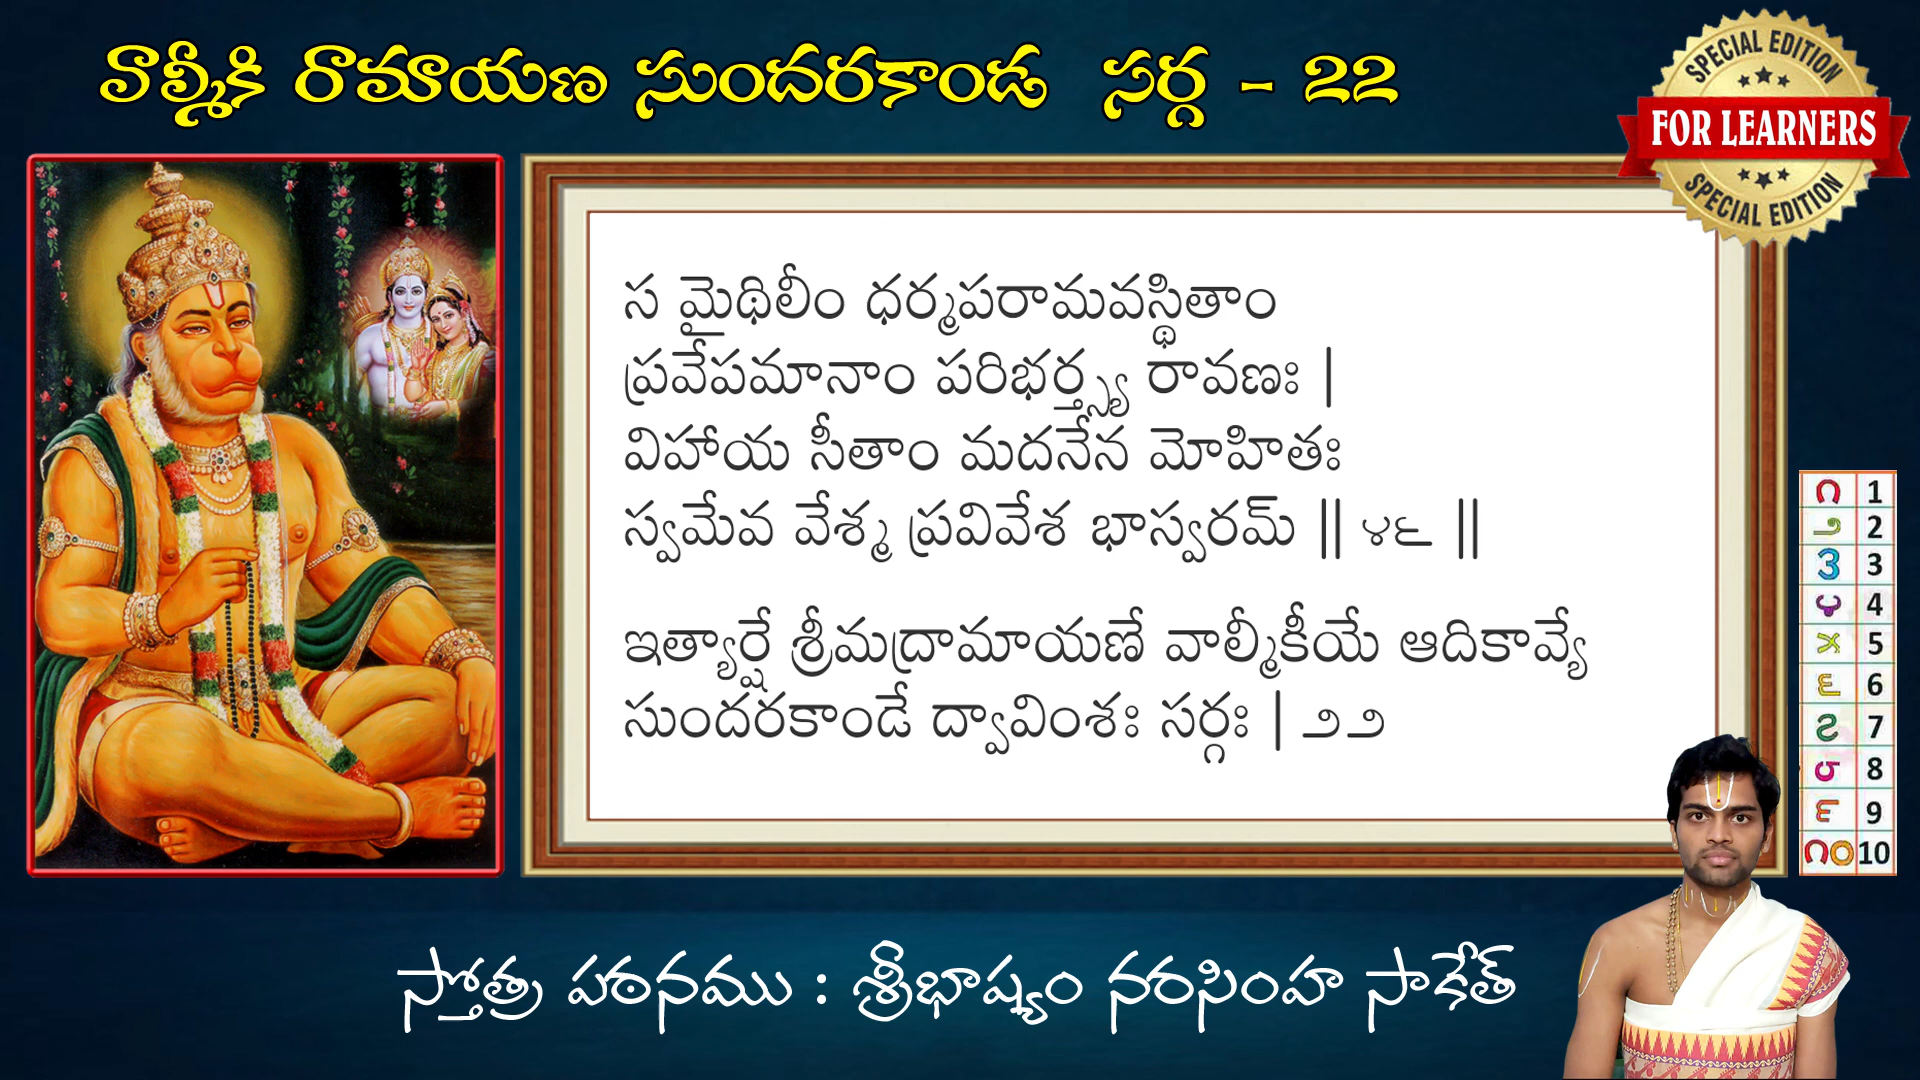 వాల్మీకి రామాయణ సుందరకాండ సర్గ - ౨౨
SPECIAL EDITION
FOR LEARNERS
SPECIAL EDITION
స మైథిలీం ధర్మపరామవస్థితాం
ప్రవేపమానాం పరిభర్త్స్య రావణః |
విహాయ సీతాం మదనేన మోహితః
స్వమేవ వేశ్మ ప్రవివేశ భాస్వరమ్ || ౪౬ ||
ఇత్యార్షే శ్రీమద్రామాయణే వాల్మీకీయే ఆదికావ్యే
సుందరకాండే ద్వావింశః సర్గః | ౨౨
౧ 1
౨ 2
౩ 3
౪ 4
౫ 5
౬ 6
౭ 7
౮ 8
౯ 9
౧౦ 10
స్తోత్ర పఠనము : శ్రీభాష్యం నరసింహ సాకేత్